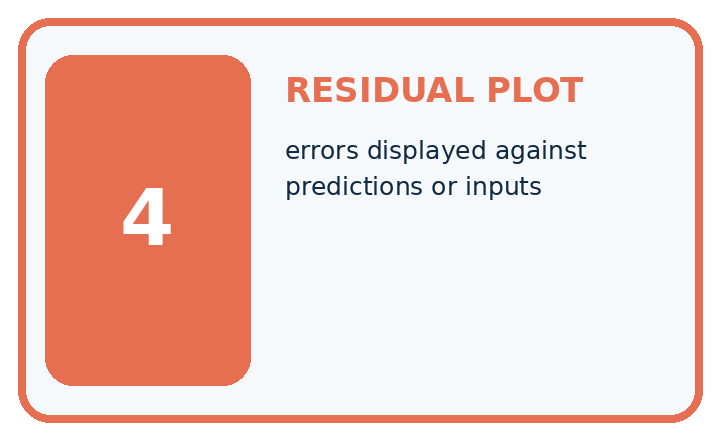 4
RESIDUAL PLOT
errors displayed against
predictions or inputs